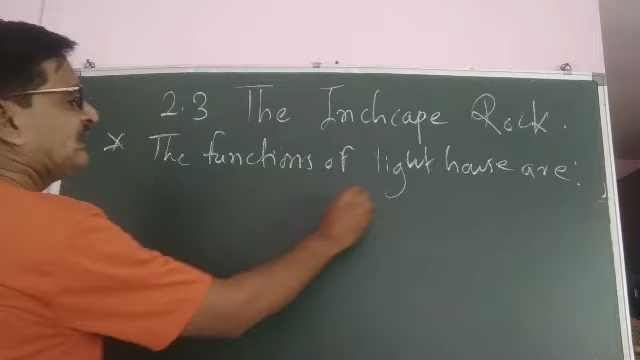 2.3 The Inchcape Rock.
* The functions of light house are: